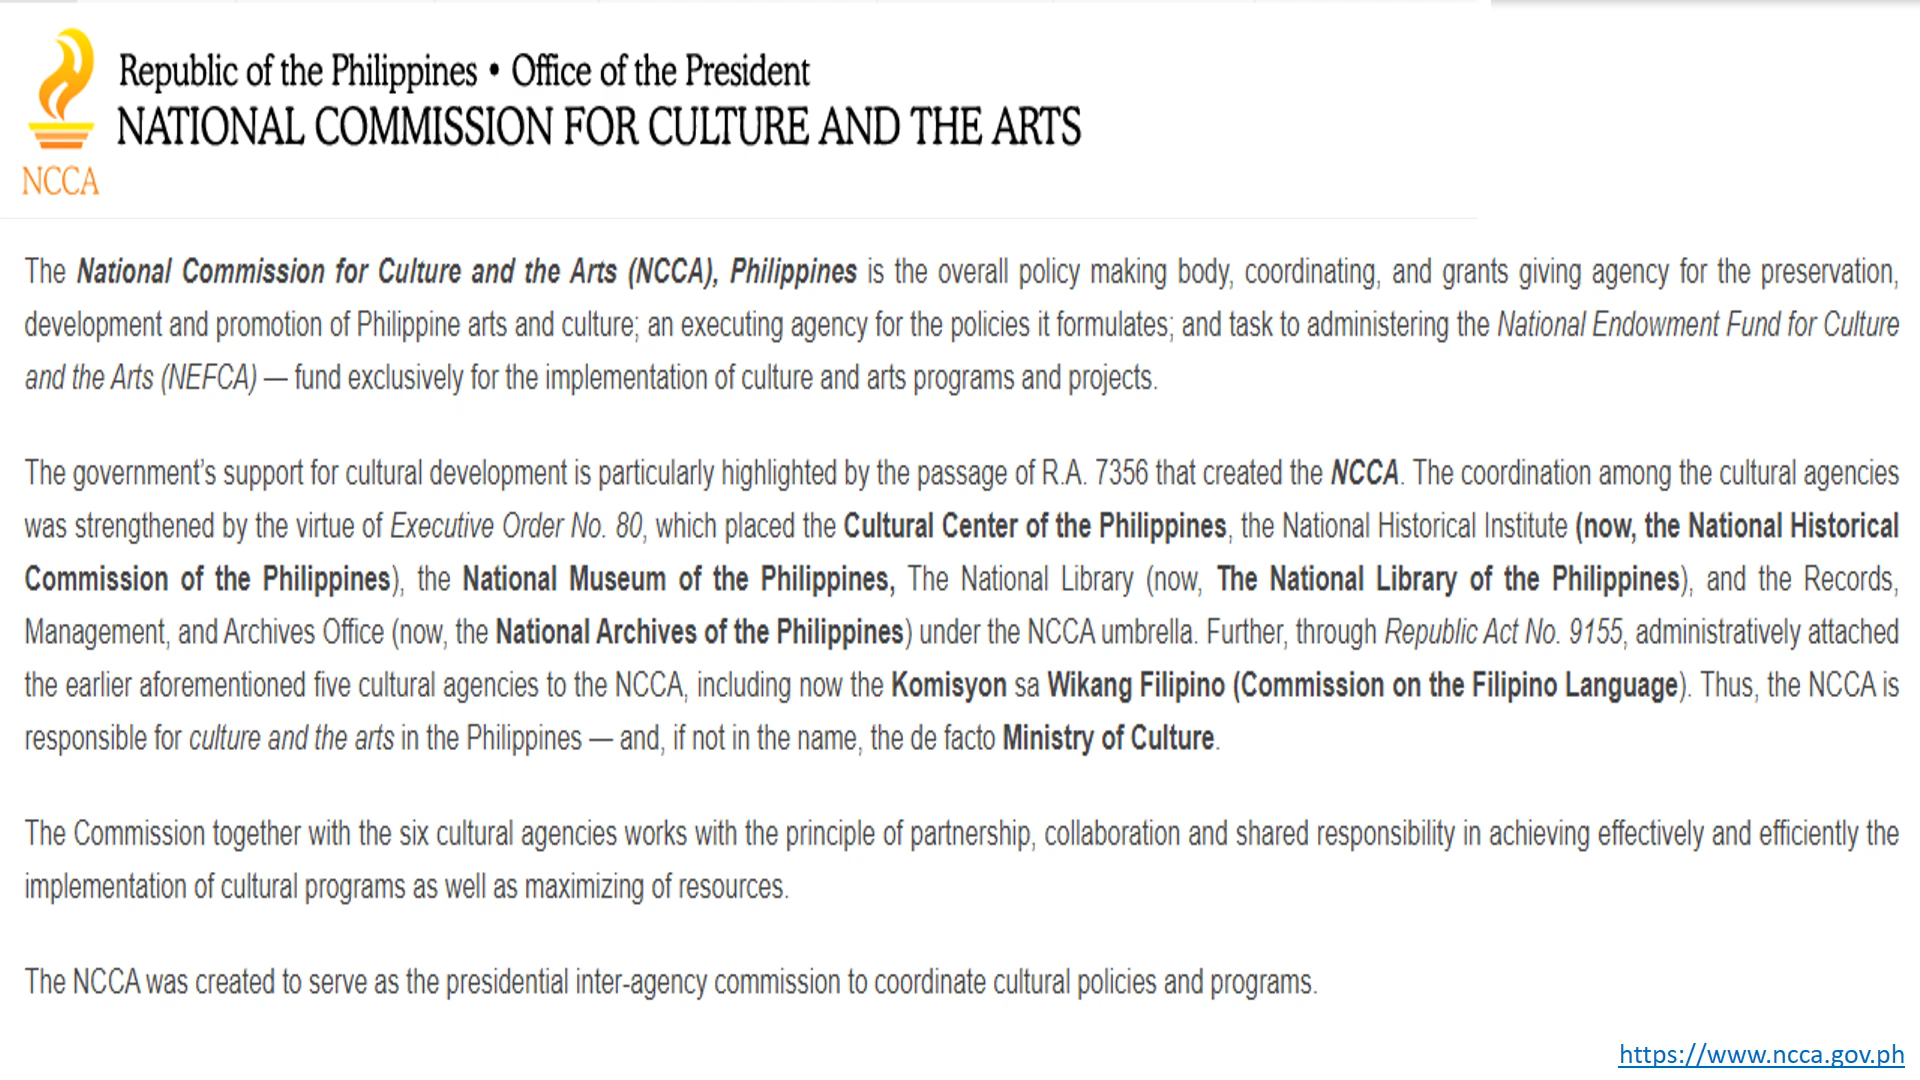 Republic of the Philippines • Office of the President
NATIONAL COMMISSION FOR CULTURE AND THE ARTS
NCCA
The National Commission for Culture and the Arts (NCCA), Philippines is the overall policy making body, coordinating, and grants giving agency for the preservation,
development and promotion of Philippine arts and culture; an executing agency for the policies it formulates; and task to administering the National Endowment Fund for Culture
and the Arts (NEFCA) — fund exclusively for the implementation of culture and arts programs and projects.
The government’s support for cultural development is particularly highlighted by the passage of R.A. 7356 that created the NCCA. The coordination among the cultural agencies
was strengthened by the virtue of Executive Order No. 80, which placed the Cultural Center of the Philippines, the National Historical Institute (now, the National Historical
Commission of the Philippines), the National Museum of the Philippines, The National Library (now, The National Library of the Philippines), and the Records,
Management, and Archives Office (now, the National Archives of the Philippines) under the NCCA umbrella. Further, through Republic Act No. 9155, administratively attached
the earlier aforementioned five cultural agencies to the NCCA, including now the Komisyon sa Wikang Filipino (Commission on the Filipino Language). Thus, the NCCA is
responsible for culture and the arts in the Philippines — and, if not in the name, the de facto Ministry of Culture.
The Commission together with the six cultural agencies works with the principle of partnership, collaboration and shared responsibility in achieving effectively and efficiently the
implementation of cultural programs as well as maximizing of resources.
The NCCA was created to serve as the presidential inter-agency commission to coordinate cultural policies and programs.
https://www.ncca.gov.ph